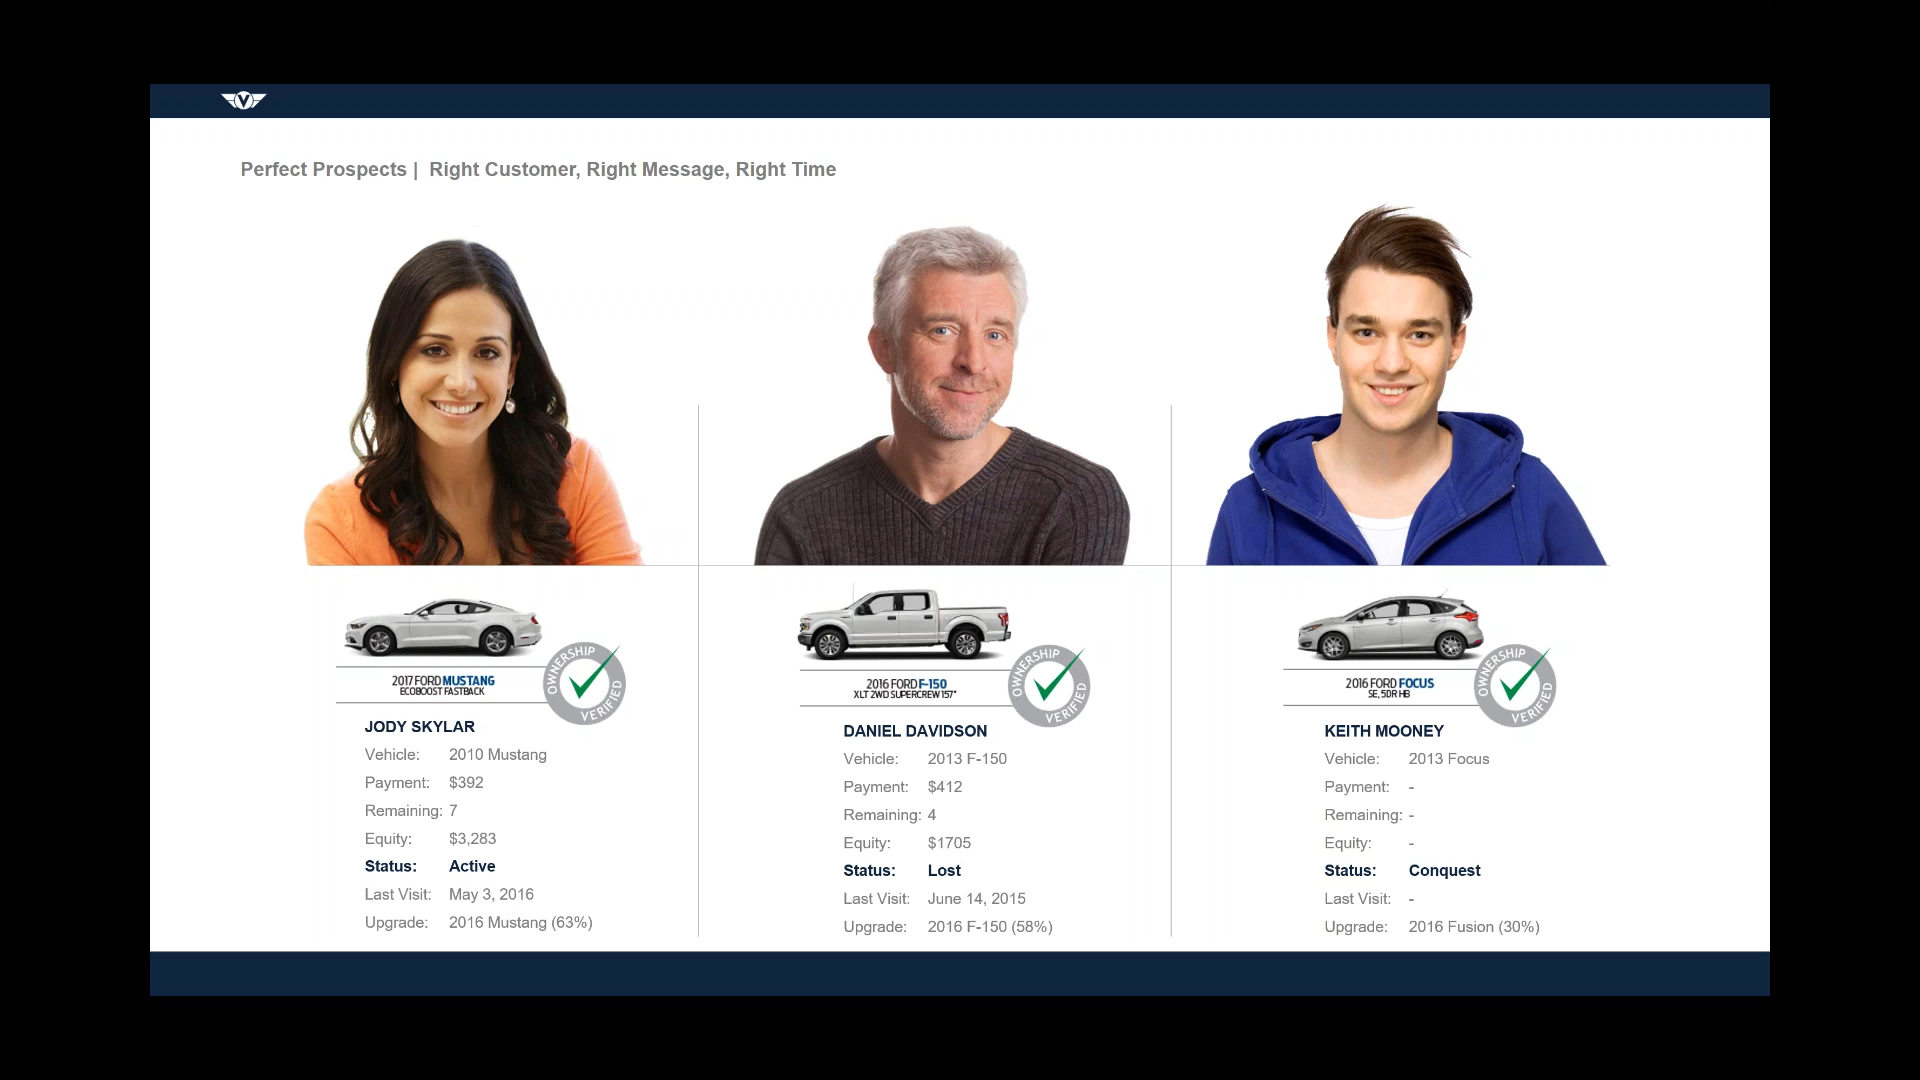 Perfect Prospects | Right Customer, Right Message, Right Time
2017 FORD MUSTANG
ECOBOOST FASTBACK
OWNERSHIP
VERIFIED
JODY SKYLAR
Vehicle: 2010 Mustang
Payment: $392
Remaining: 7
Equity: $3,283
Status: Active
Last Visit: May 3, 2016
Upgrade: 2016 Mustang (63%)
2016 FORD F-150
XLT 2WD SUPERCREW 157"
OWNERSHIP
VERIFIED
DANIEL DAVIDSON
Vehicle: 2013 F-150
Payment: $412
Remaining: 4
Equity: $1705
Status: Lost
Last Visit: June 14, 2015
Upgrade: 2016 F-150 (58%)
2016 FORD FOCUS
SE, 5DR HB
OWNERSHIP
VERIFIED
KEITH MOONEY
Vehicle: 2013 Focus
Payment: -
Remaining: -
Equity: -
Status: Conquest
Last Visit: -
Upgrade: 2016 Fusion (30%)